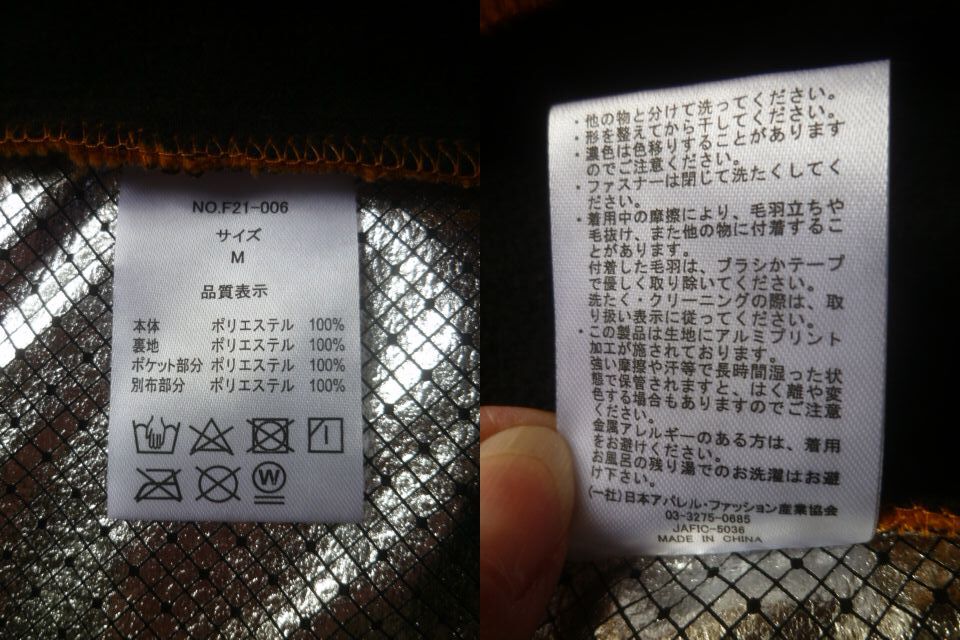 NO.F21-006
サイズ
M
品質表示
本体 ポリエステル 100%
裏地 ポリエステル 100%
ポケット部分 ポリエステル 100%
別布部分 ポリエステル 100%
W
・他の物と分けて洗ってください。
・形を整えてから干してください。
・濃色は色移りすることがあります
のでご注意ください。
・ファスナーは閉じて洗たくしてく
ださい。
・着用中の摩擦により、毛羽立ちや
毛抜け、また他の物に付着するこ
とがあります。
付着した毛羽は、ブラシかテープ
で優しく取り除いてください。
洗たく・クリーニングの際は、取
り扱い表示に従ってください。
・この製品は生地にアルミプリント
加工が施されております。
強い摩擦や汗等で長時間湿った状
態で保管されますと、はく離や変
色する場合もありますのでご注意
ください。
金属アレルギーのある方は、着用
をお避けください。
お風呂の残り湯でのお洗濯はお避
け下さい。
(一社)日本アパレル・ファッション産業協会
03-3275-0685
JAFIC-5036
MADE IN CHINA